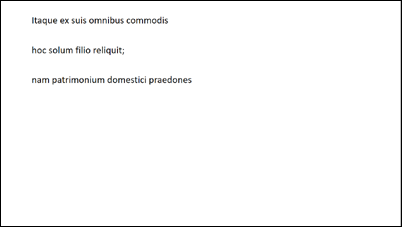 Itaque ex suis omnibus commodis
hoc solum filio reliquit;
nam patrimonium domestici praedones